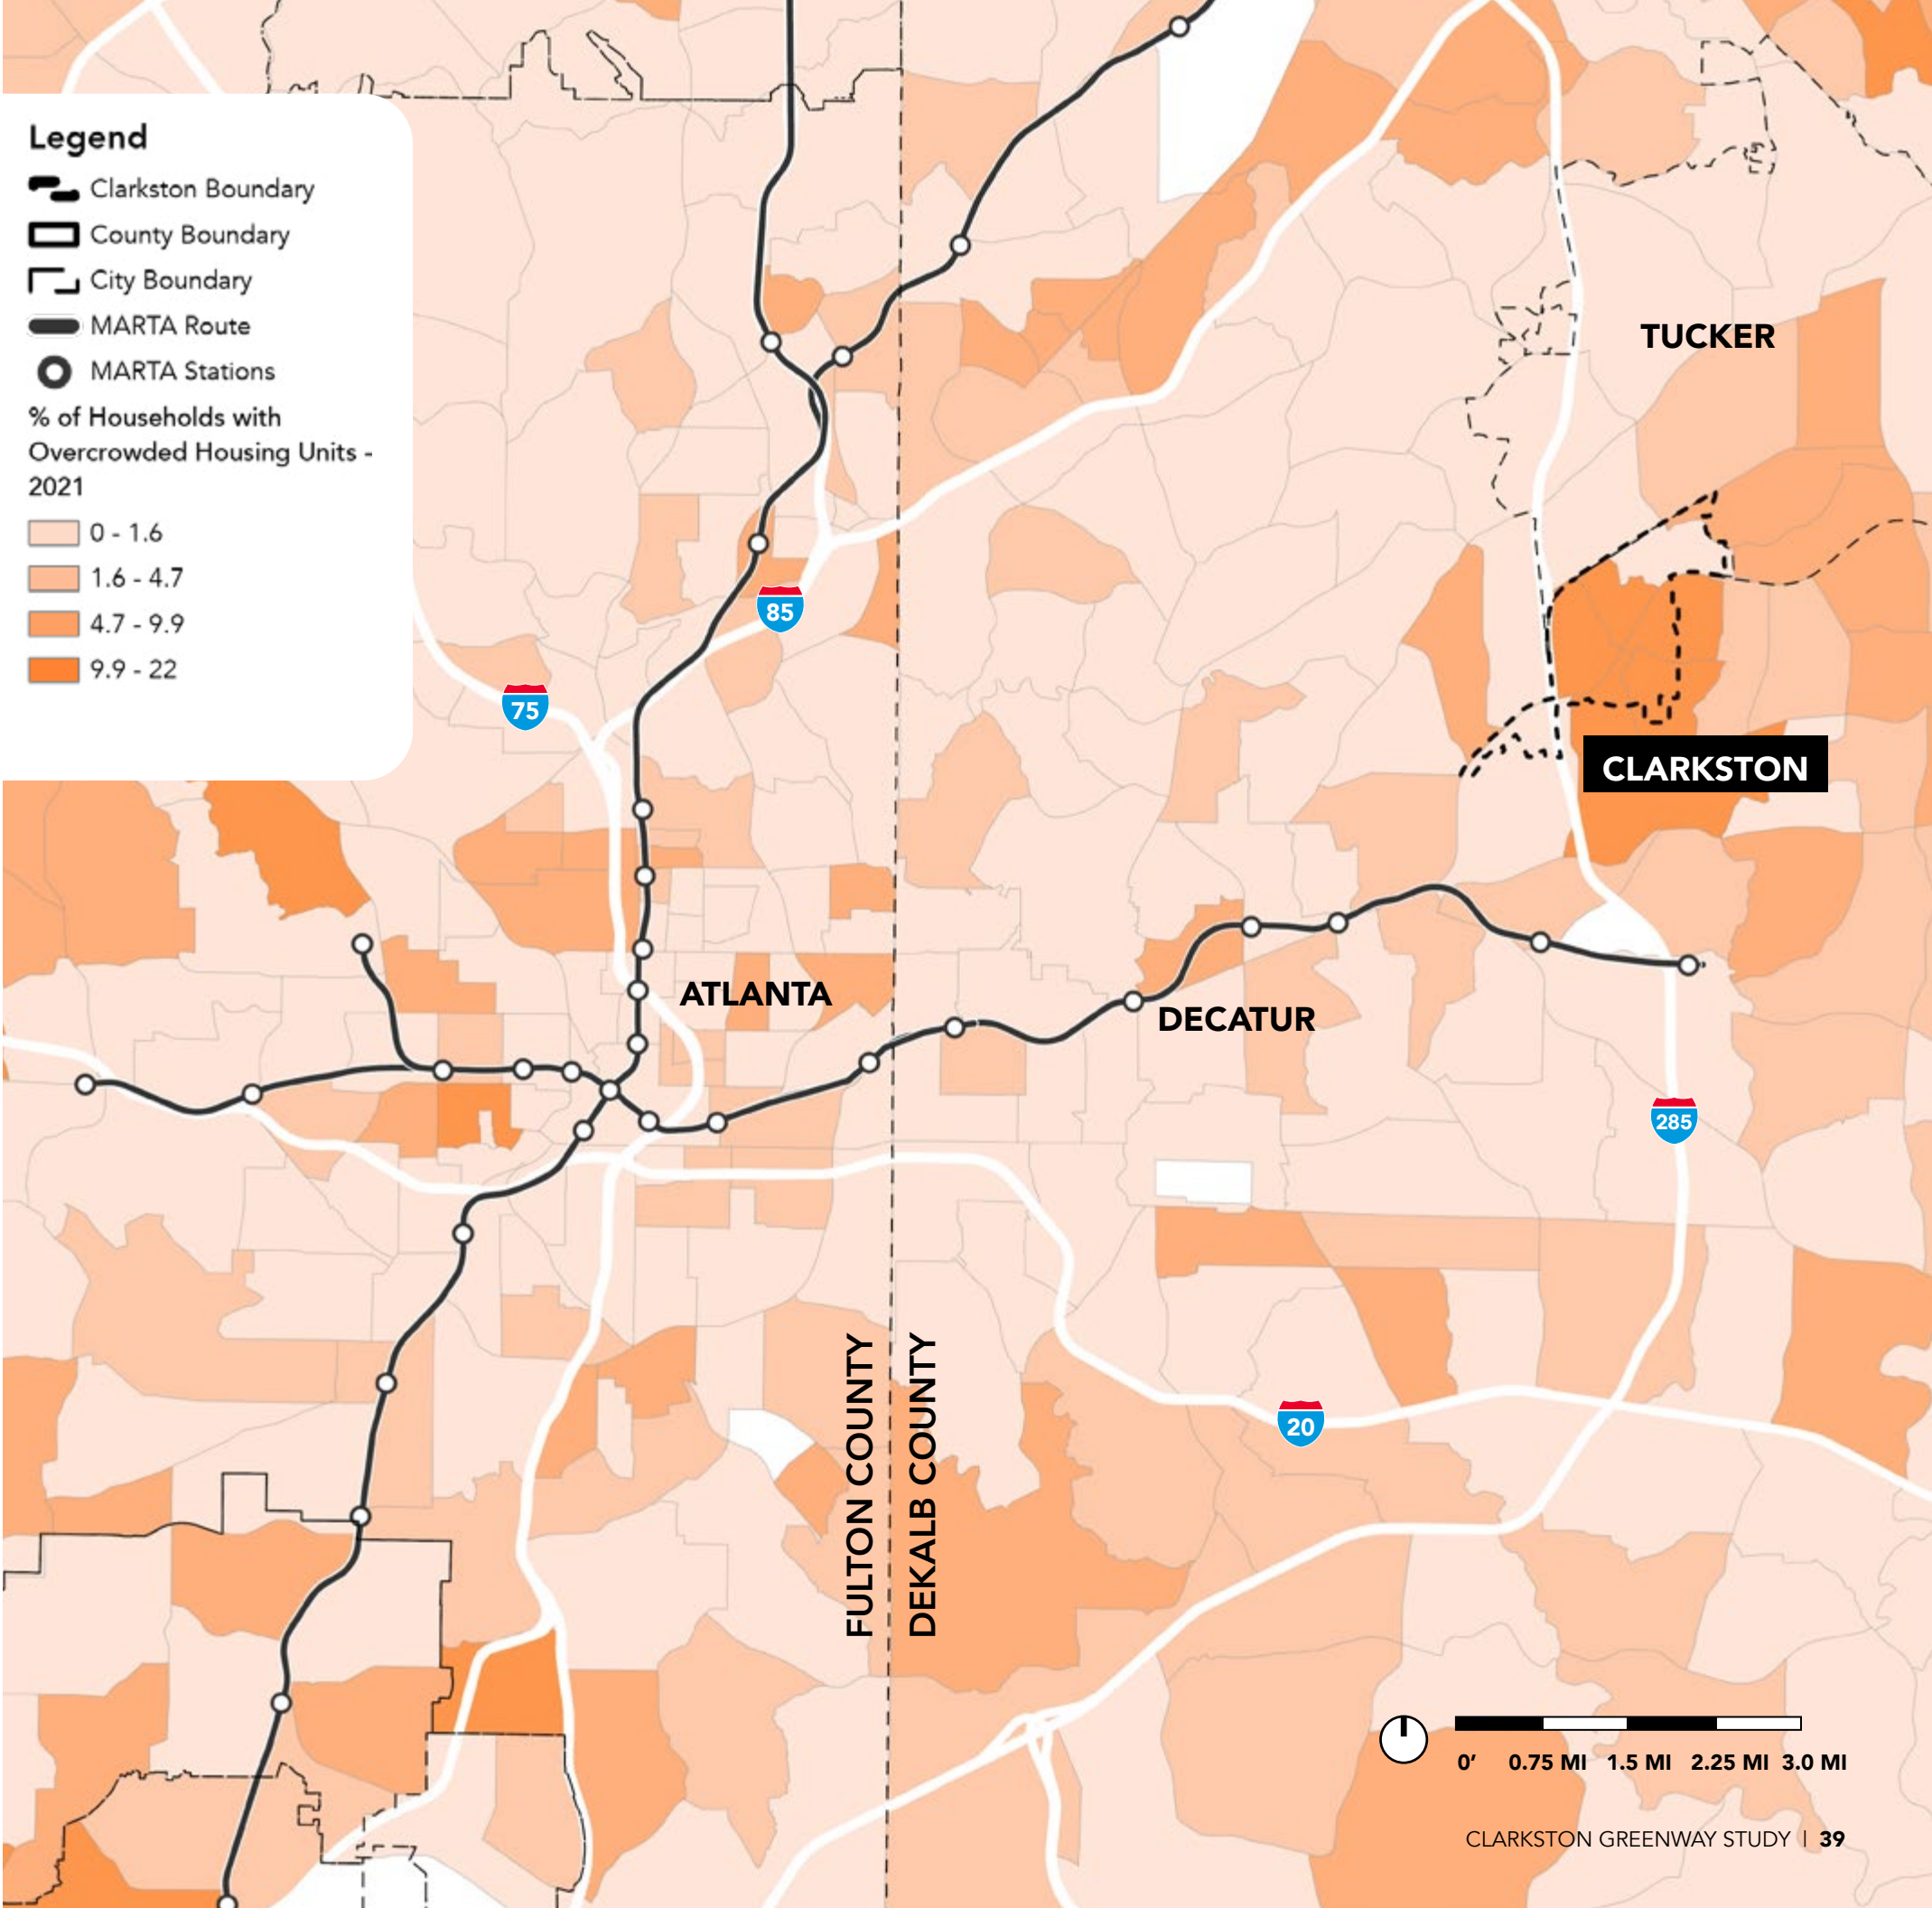 Legend
Clarkston Boundary
County Boundary
City Boundary
MARTA Route
MARTA Stations
% of Households with
Overcrowded Housing Units -
2021
0 - 1.6
1.6 - 4.7
4.7 - 9.9
9.9 - 22
TUCKER
85
75
CLARKSTON
ATLANTA
DECATUR
285
FULTON COUNTY
DEKALB COUNTY
20
0' 0.75 MI 1.5 MI 2.25 MI 3.0 MI
CLARKSTON GREENWAY STUDY | 39